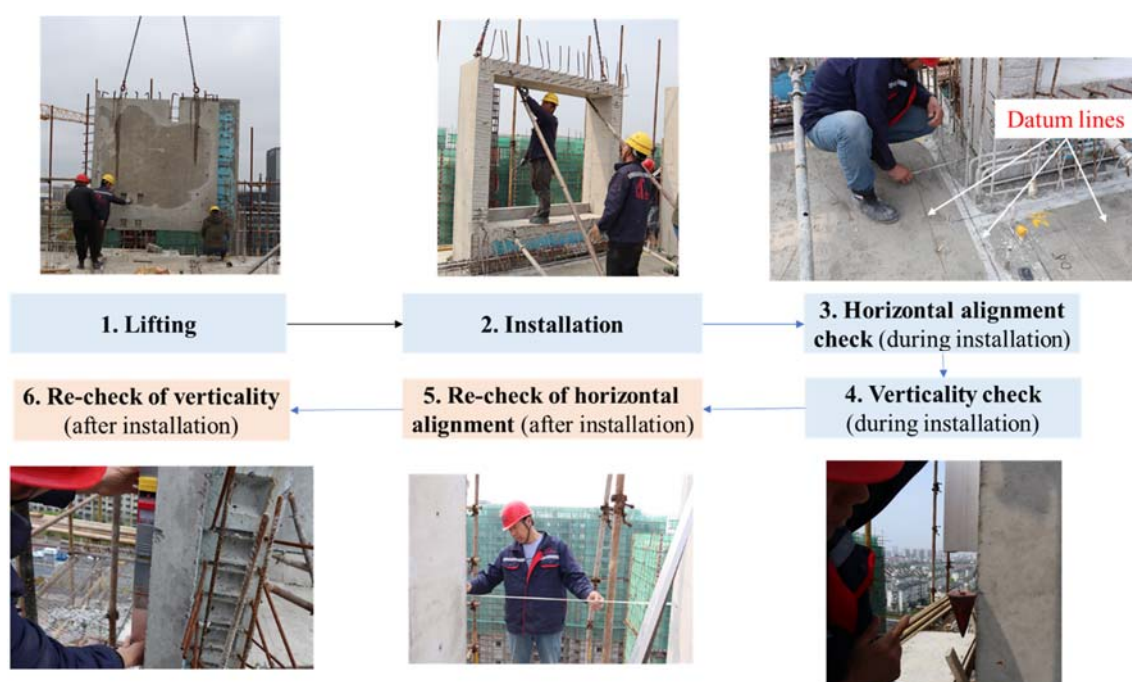 Datum lines
1. Lifting
2. Installation
3. Horizontal alignment
check (during installation)
4. Verticality check
(during installation)
5. Re-check of horizontal
alignment (after installation)
6. Re-check of verticality
(after installation)